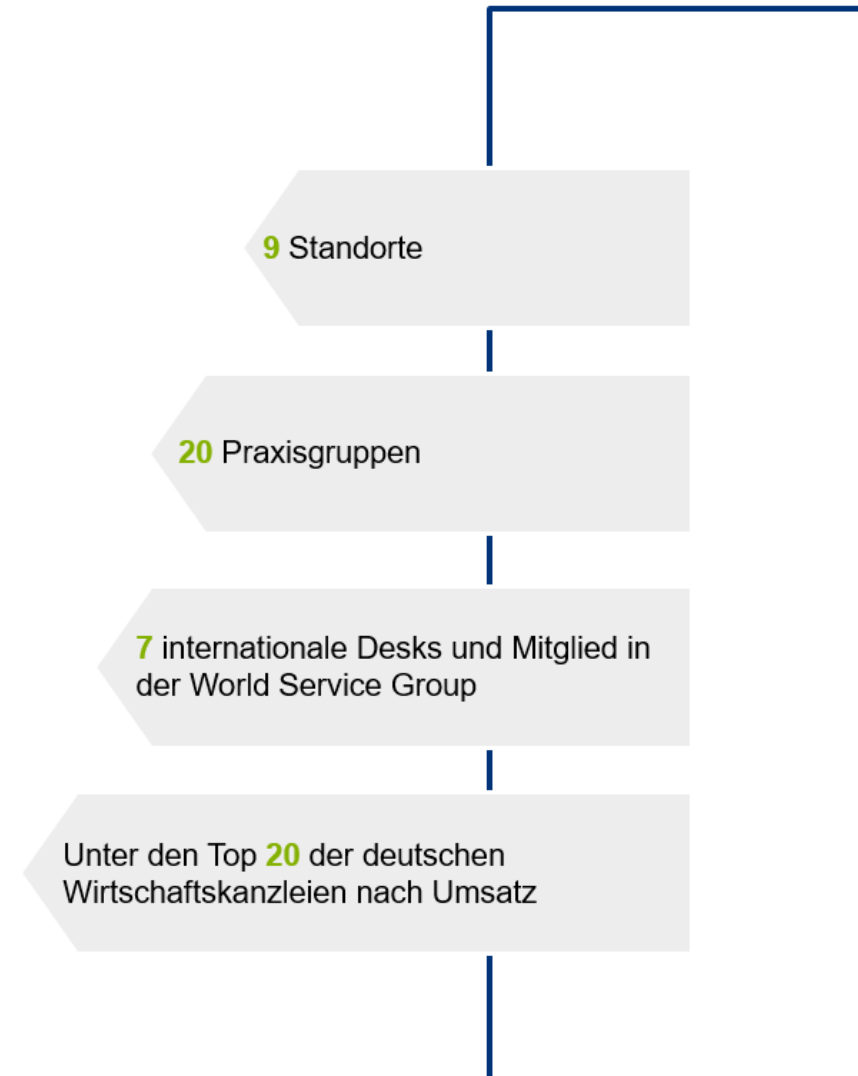 9 Standorte
20 Praxisgruppen
7 internationale Desks und Mitglied in
der World Service Group
Unter den Top 20 der deutschen
Wirtschaftskanzleien nach Umsatz